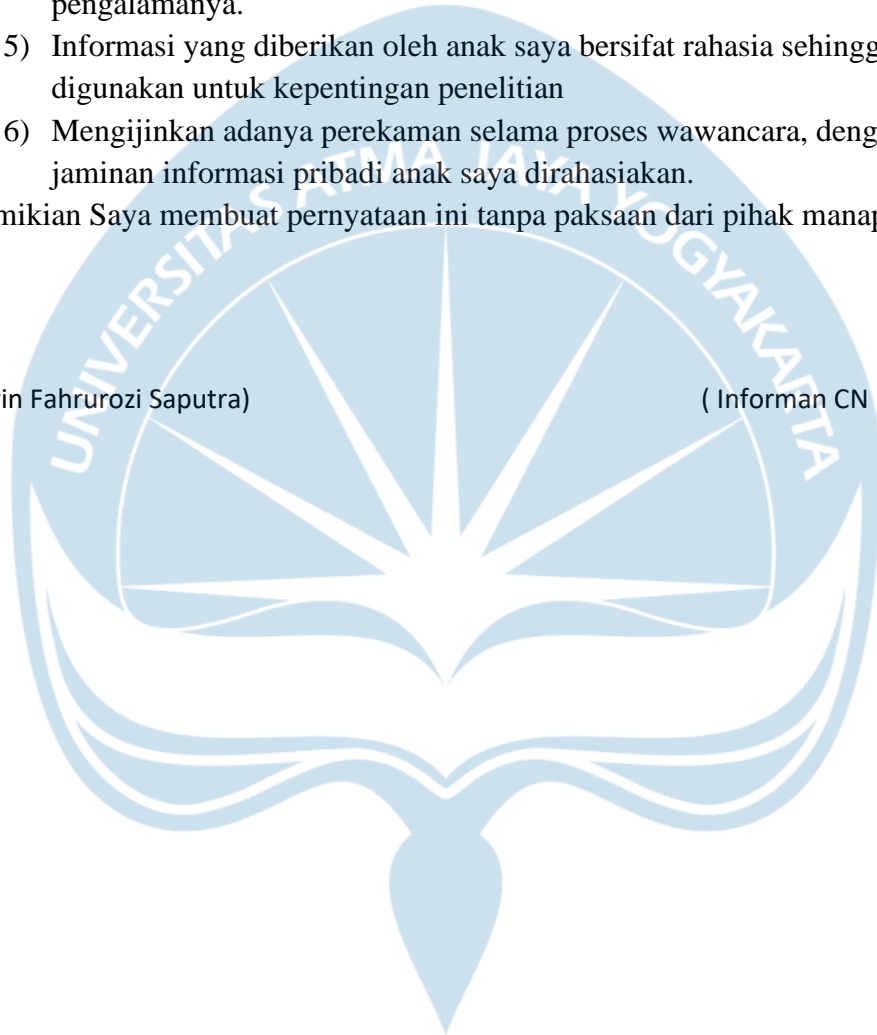 pengalamanya.
5) Informasi yang diberikan oleh anak saya bersifat rahasia sehingg
digunakan untuk kepentingan penelitian
6) Mengijinkan adanya perekaman selama proses wawancara, deng
jaminan informasi pribadi anak saya dirahasiakan.
mikian Saya membuat pernyataan ini tanpa paksaan dari pihak manap
UNIVERSITAS ATMA JAYA YOGYAKARTA
in Fahrurozi Saputra) ( Informan CN